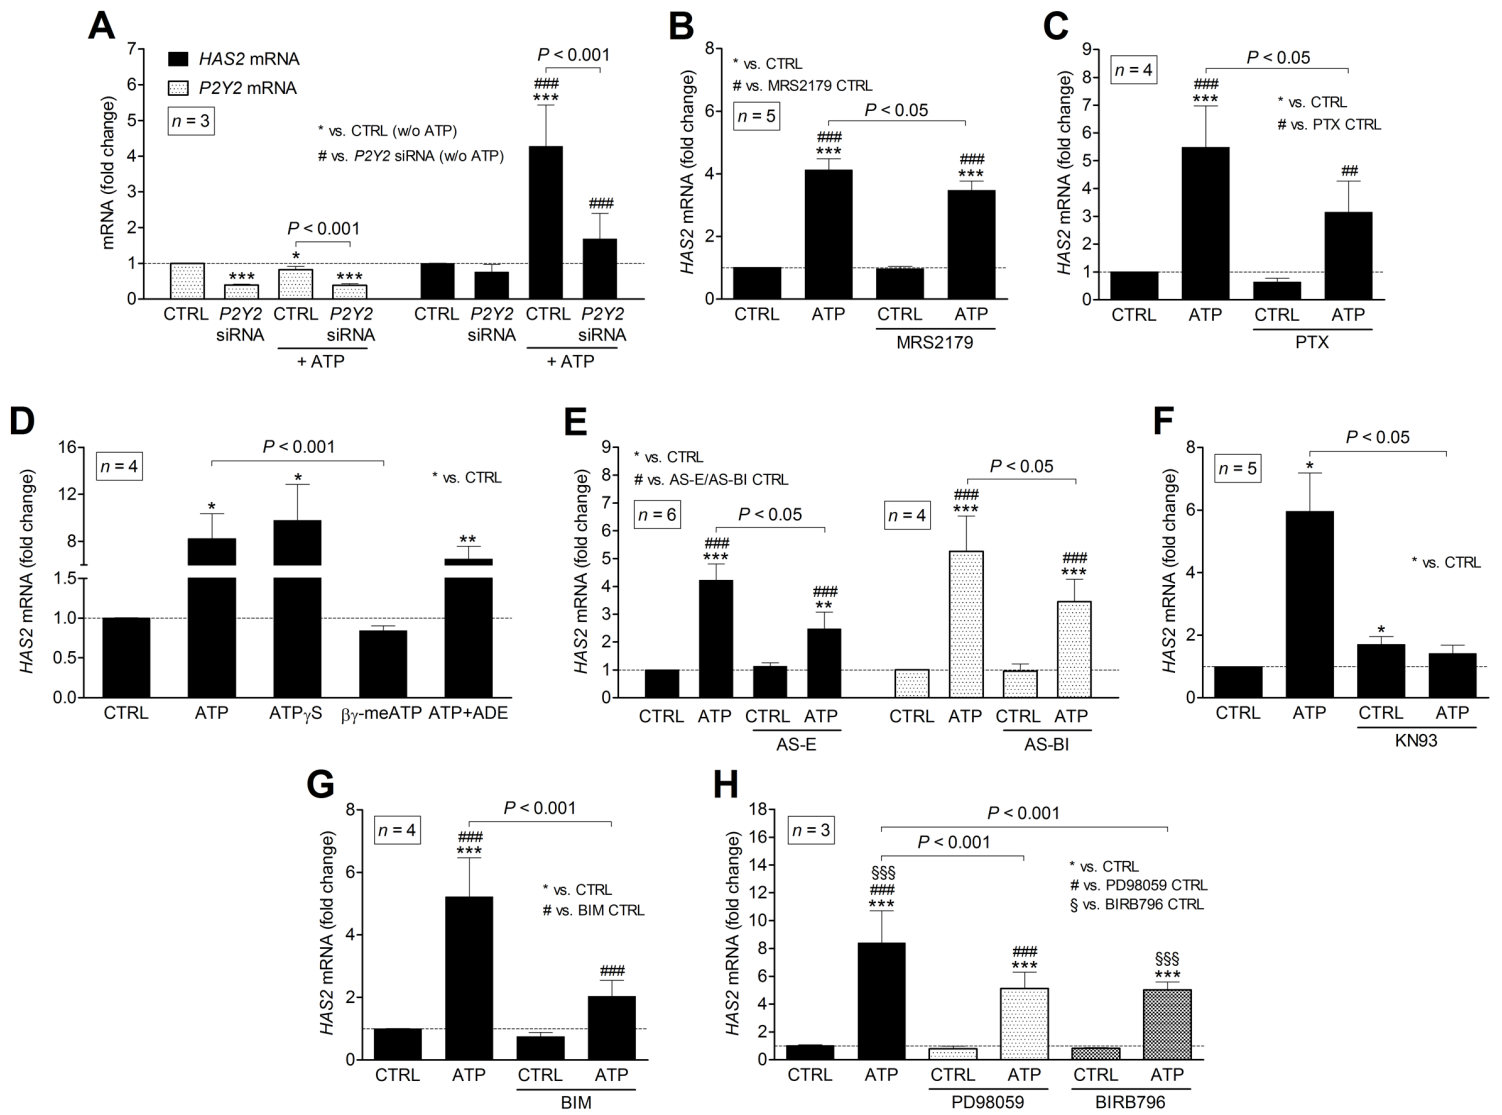 A
mRNA (fold change)
7
6
5
4
3
2
1
0
HAS2 mRNA
P2Y2 mRNA
n = 3
* vs. CTRL (w/o ATP)
# vs. P2Y2 siRNA (w/o ATP)
P < 0.001
P < 0.001
***
*
***
###
***
###
CTRL P2Y2 CTRL P2Y2 CTRL P2Y2 CTRL P2Y2
siRNA siRNA siRNA siRNA
+ ATP + ATP
B
HAS2 mRNA (fold change)
8
6
4
2
0
* vs. CTRL
# vs. MRS2179 CTRL
n = 5
P < 0.05
###
***
###
***
CTRL ATP CTRL ATP
MRS2179
C
HAS2 mRNA (fold change)
9
8
7
6
5
4
3
2
1
0
n = 4
P < 0.05
* vs. CTRL
# vs. PTX CTRL
###
***
##
CTRL ATP CTRL ATP
PTX
D
HAS2 mRNA (fold change)
16
12
8
1.5
1.0
0.5
0.0
n = 4
P < 0.001
* vs. CTRL
*
*
**
CTRL ATP ATPγS βγ-meATP ATP+ADE
E
HAS2 mRNA (fold change)
9
8
7
6
5
4
3
2
1
0
* vs. CTRL
# vs. AS-E/AS-BI CTRL
n = 6
P < 0.05
###
***
###
**
n = 4
P < 0.05
###
***
###
***
CTRL ATP CTRL ATP CTRL ATP CTRL ATP
AS-E AS-BI
F
HAS2 mRNA (fold change)
8
6
4
2
0
n = 5
P < 0.05
* vs. CTRL
*
*
CTRL ATP CTRL ATP
KN93
G
HAS2 mRNA (fold change)
8
6
4
2
0
n = 4
P < 0.001
* vs. CTRL
# vs. BIM CTRL
###
***
###
CTRL ATP CTRL ATP
BIM
H
HAS2 mRNA (fold change)
18
16
14
12
10
8
6
4
2
0
n = 3
P < 0.001
P < 0.001
* vs. CTRL
# vs. PD98059 CTRL
§ vs. BIRB796 CTRL
§§§
###
***
###
***
§§§
***
CTRL ATP CTRL ATP CTRL ATP
PD98059 BIRB796